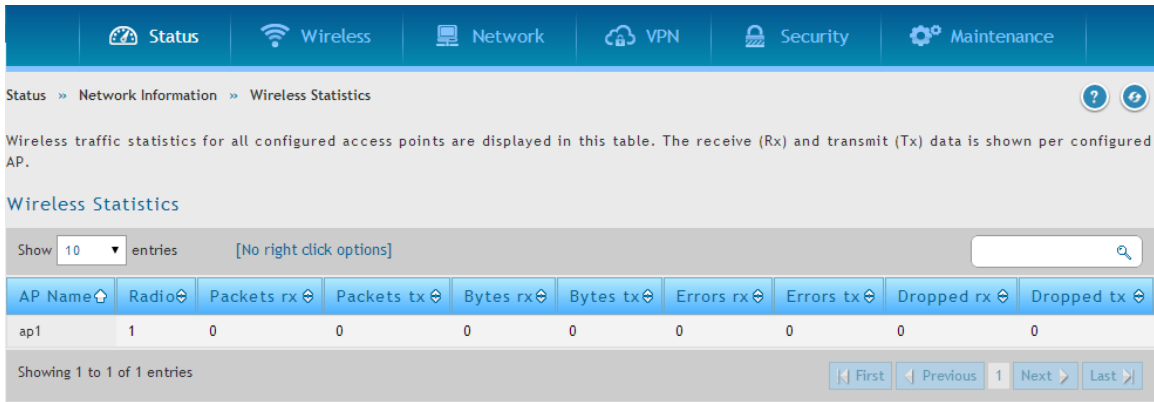 Status Wireless Network VPN Security Maintenance
Status » Network Information » Wireless Statistics
Wireless traffic statistics for all configured access points are displayed in this table. The receive (Rx) and transmit (Tx) data is shown per configured
AP.
Wireless Statistics
Show 10 entries [No right click options]
AP Name Radio Packets rx Packets tx Bytes rx Bytes tx Errors rx Errors tx Dropped rx Dropped tx
ap1 1 0 0 0 0 0 0 0 0
Showing 1 to 1 of 1 entries First Previous 1 Next Last